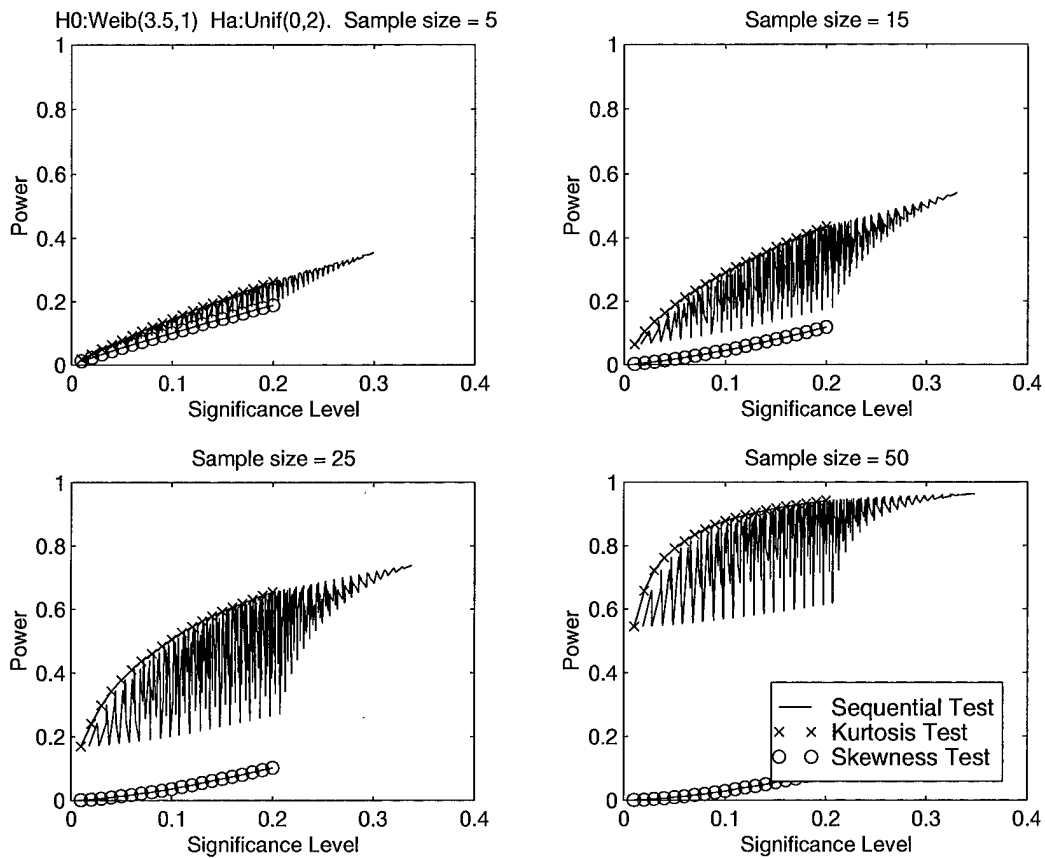 H0:Weib(3.5,1) Ha:Unif(0,2). Sample size = 5
1
0.8
0.6
0.4
0.2
0
Power
0 0.1 0.2 0.3 0.4
Significance Level
Sample size = 15
1
0.8
0.6
0.4
0.2
0
Power
0 0.1 0.2 0.3 0.4
Significance Level
Sample size = 25
1
0.8
0.6
0.4
0.2
0
Power
0 0.1 0.2 0.3 0.4
Significance Level
Sample size = 50
1
0.8
0.6
0.4
0.2
0
Power
Sequential Test
Kurtosis Test
Skewness Test
0 0.1 0.2 0.3 0.4
Significance Level